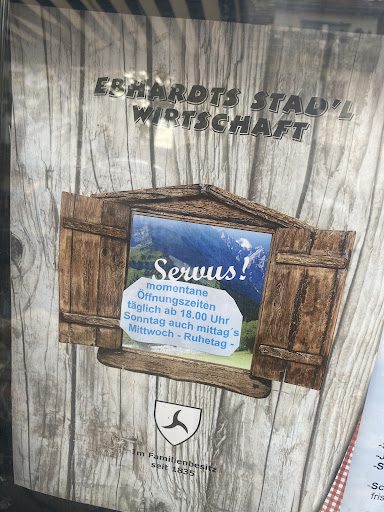 EBHARDTS STAD'L
WIRTSCHAFT
Servus!
momentane
Öffnungszeiten
täglich ab 18.00 Uhr
Sonntag auch mittag´s
Mittwoch - Ruhetag -
Im Familienbesitz
seit 1835